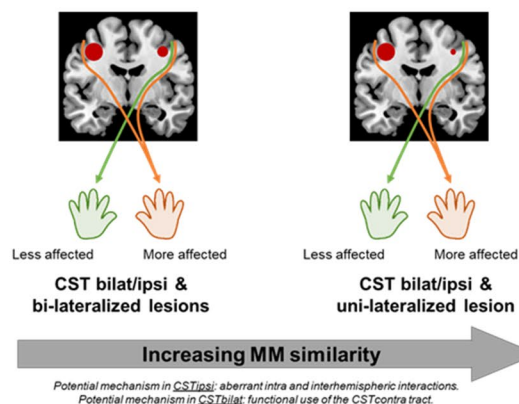 Less affected More affected Less affected More affected
CST bilat/ipsi & CST bilat/ipsi &
bi-lateralized lesions uni-lateralized lesion
Increasing MM similarity
Potential mechanism in CSTipsi: aberrant intra and interhemispheric interactions.
Potential mechanism in CSTbilat: functional use of the CSTcontra tract.